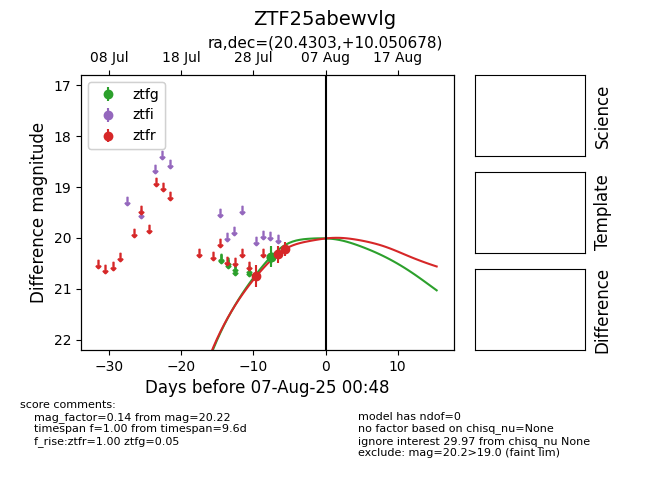 ZTF25abewvlg
ra,dec=(20.4303,+10.050678)
08 Jul 18 Jul 28 Jul 07 Aug 17 Aug
17
18
19
20
21
22
Difference magnitude
ztfg
ztfi
ztfr
−30 −20 −10 0 10
Days before 07-Aug-25 00:48
Science
Template
Difference
score comments:
mag_factor=0.14 from mag=20.22
timespan f=1.00 from timespan=9.6d
f_rise:ztfr=1.00 ztfg=0.05
model has ndof=0
no factor based on chisq_nu=None
ignore interest 29.97 from chisq_nu None
exclude: mag=20.2>19.0 (faint lim)